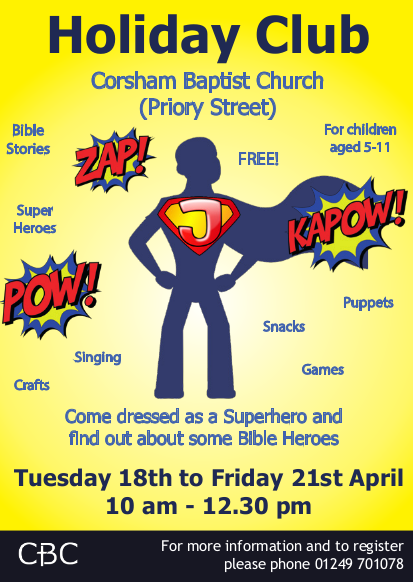 Holiday Club
Corsham Baptist Church
(Priory Street)
Bible
Stories
ZAP!
FREE!
For children
aged 5-11
Super
Heroes
J
KAPOW!
POW!
Puppets
Snacks
Singing
Games
Crafts
Come dressed as a Superhero and
find out about some Bible Heroes
Tuesday 18th to Friday 21st April
10 am - 12.30 pm
CBC
For more information and to register
please phone 01249 701078